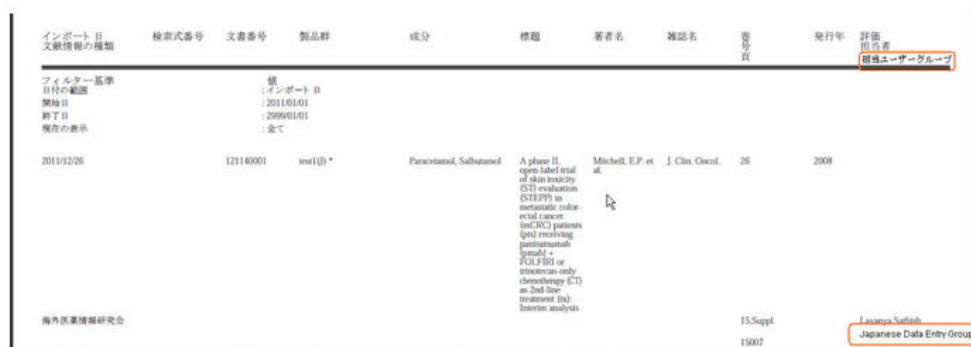 インポート 日 検索式番号 文書番号 製品群 成分 標題 著者名 雑誌名 巻 発行年 評価
文献情報の種類 号 担当者
頁 担当ユーザーグループ
フィルター基準 値
日付の範囲 : インポート 日
開始日 : 2011/01/01
終了日 : 2999/01/01
現在の表示 : 全て
2011/12/26 121140001 test1(J) * Paracetamol, Salbutamol A phase II, Mitchell, E.P. et J. Clin. Oncol. 26 2008
open-label trial al.
of skin toxicity
(ST) evaluation
(STEPP) in
metastatic color-
ectal cancer
(mCRC) patients
(pts) receiving
panitumumab
(pmab) +
FOLFIRI or
irinotecan-only
chemotherapy (CT)
as 2nd-line
treatment (tx):
Interim analysis
海外医薬情報研究会 15,Suppl. Lavanya Sathish
Japanese Data Entry Group
15007